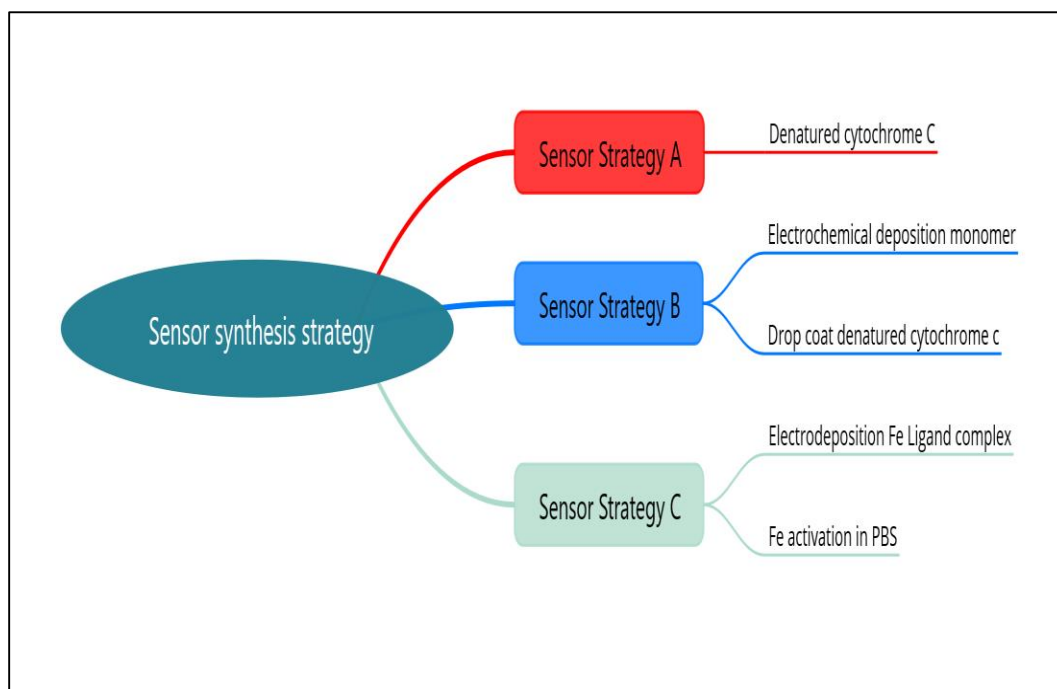 Sensor synthesis strategy
Sensor Strategy A
Denatured cytochrome C
Sensor Strategy B
Electrochemical deposition monomer
Drop coat denatured cytochrome c
Sensor Strategy C
Electrodeposition Fe Ligand complex
Fe activation in PBS